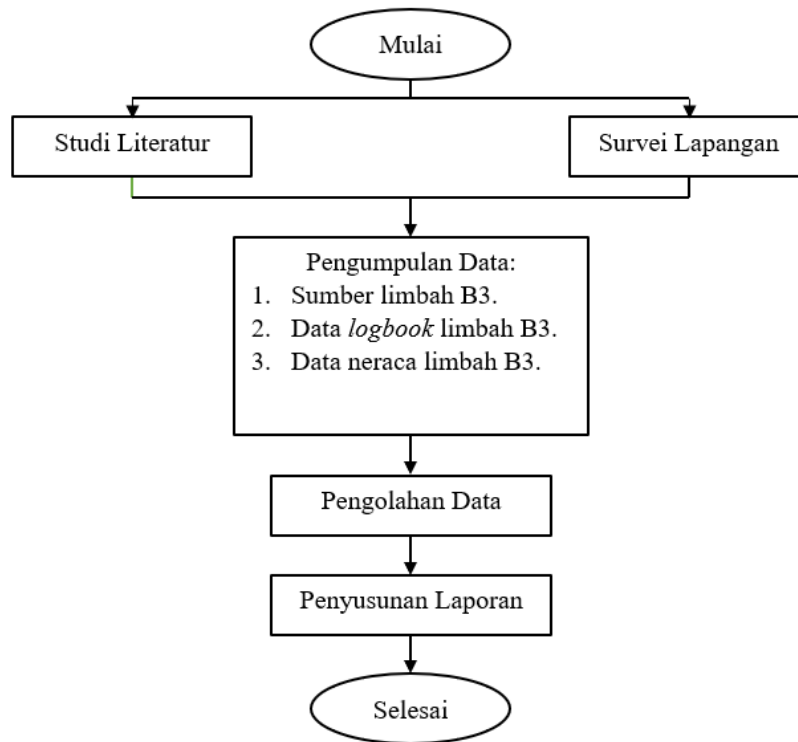 Mulai
Studi Literatur
Survei Lapangan
Pengumpulan Data:
1. Sumber limbah B3.
2. Data logbook limbah B3.
3. Data neraca limbah B3.
Pengolahan Data
Penyusunan Laporan
Selesai